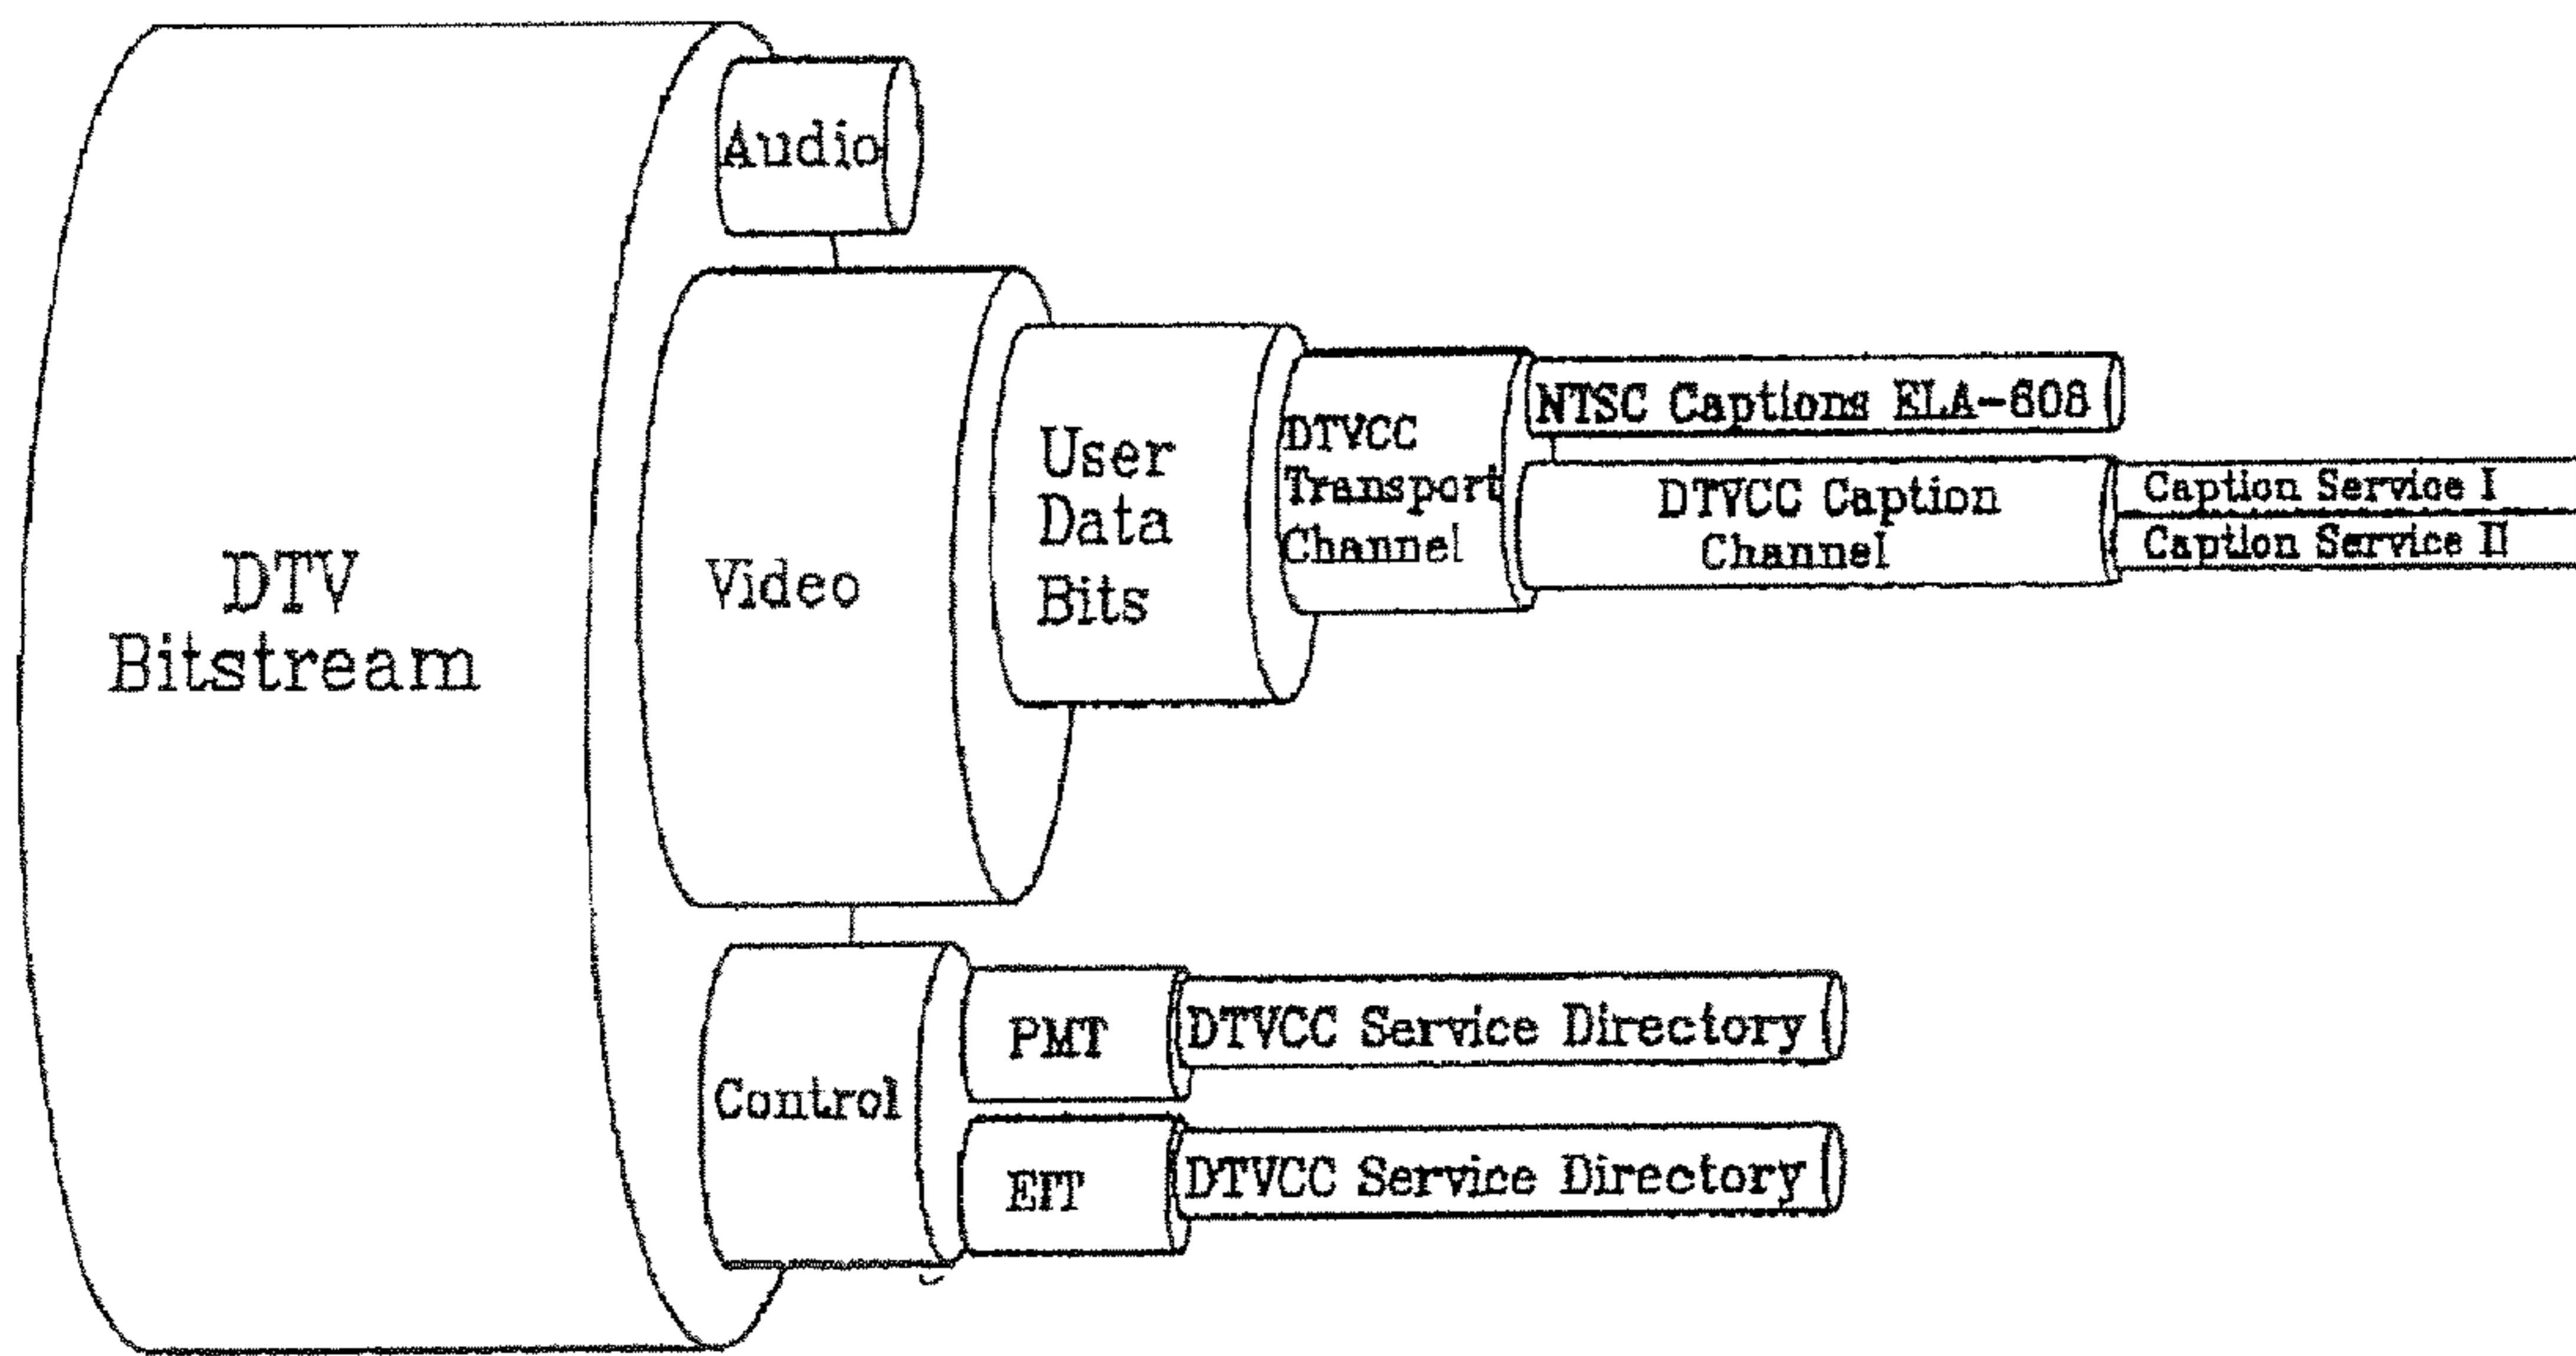 Audio
DTV
Bitstream
Video
User
Data
Bits
DTVCC
Transport
Channel
NTSC Captions ELA-608
DTVCC Caption
Channel
Caption Service I
Caption Service II
Control
PMT
DTVCC Service Directory
EIT
DTVCC Service Directory